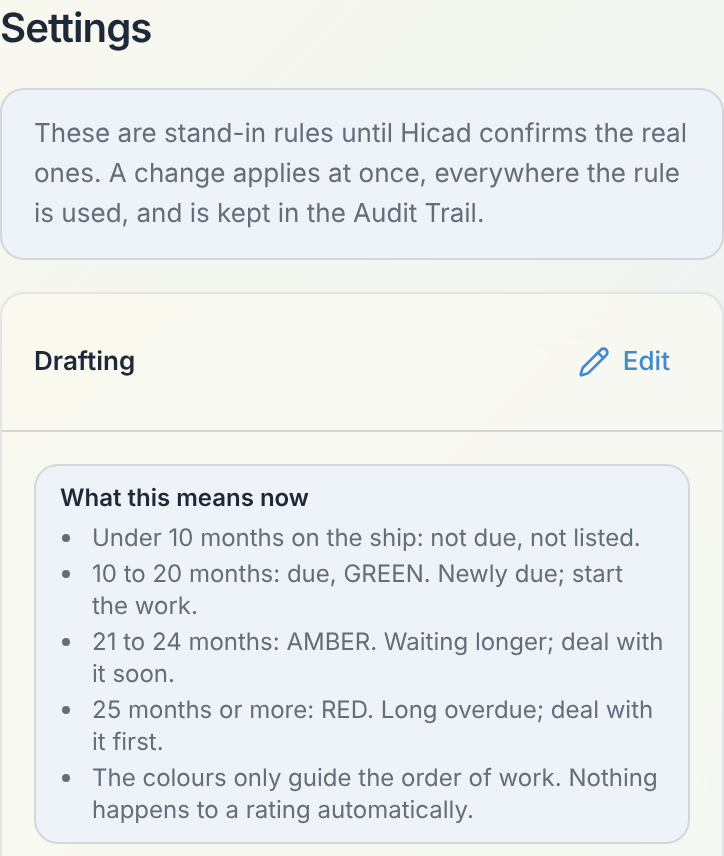 Settings
These are stand-in rules until Hicad confirms the real
ones. A change applies at once, everywhere the rule
is used, and is kept in the Audit Trail.
Drafting
Edit
What this means now
• Under 10 months on the ship: not due, not listed.
• 10 to 20 months: due, GREEN. Newly due; start
the work.
• 21 to 24 months: AMBER. Waiting longer; deal with
it soon.
• 25 months or more: RED. Long overdue; deal with
it first.
• The colours only guide the order of work. Nothing
happens to a rating automatically.